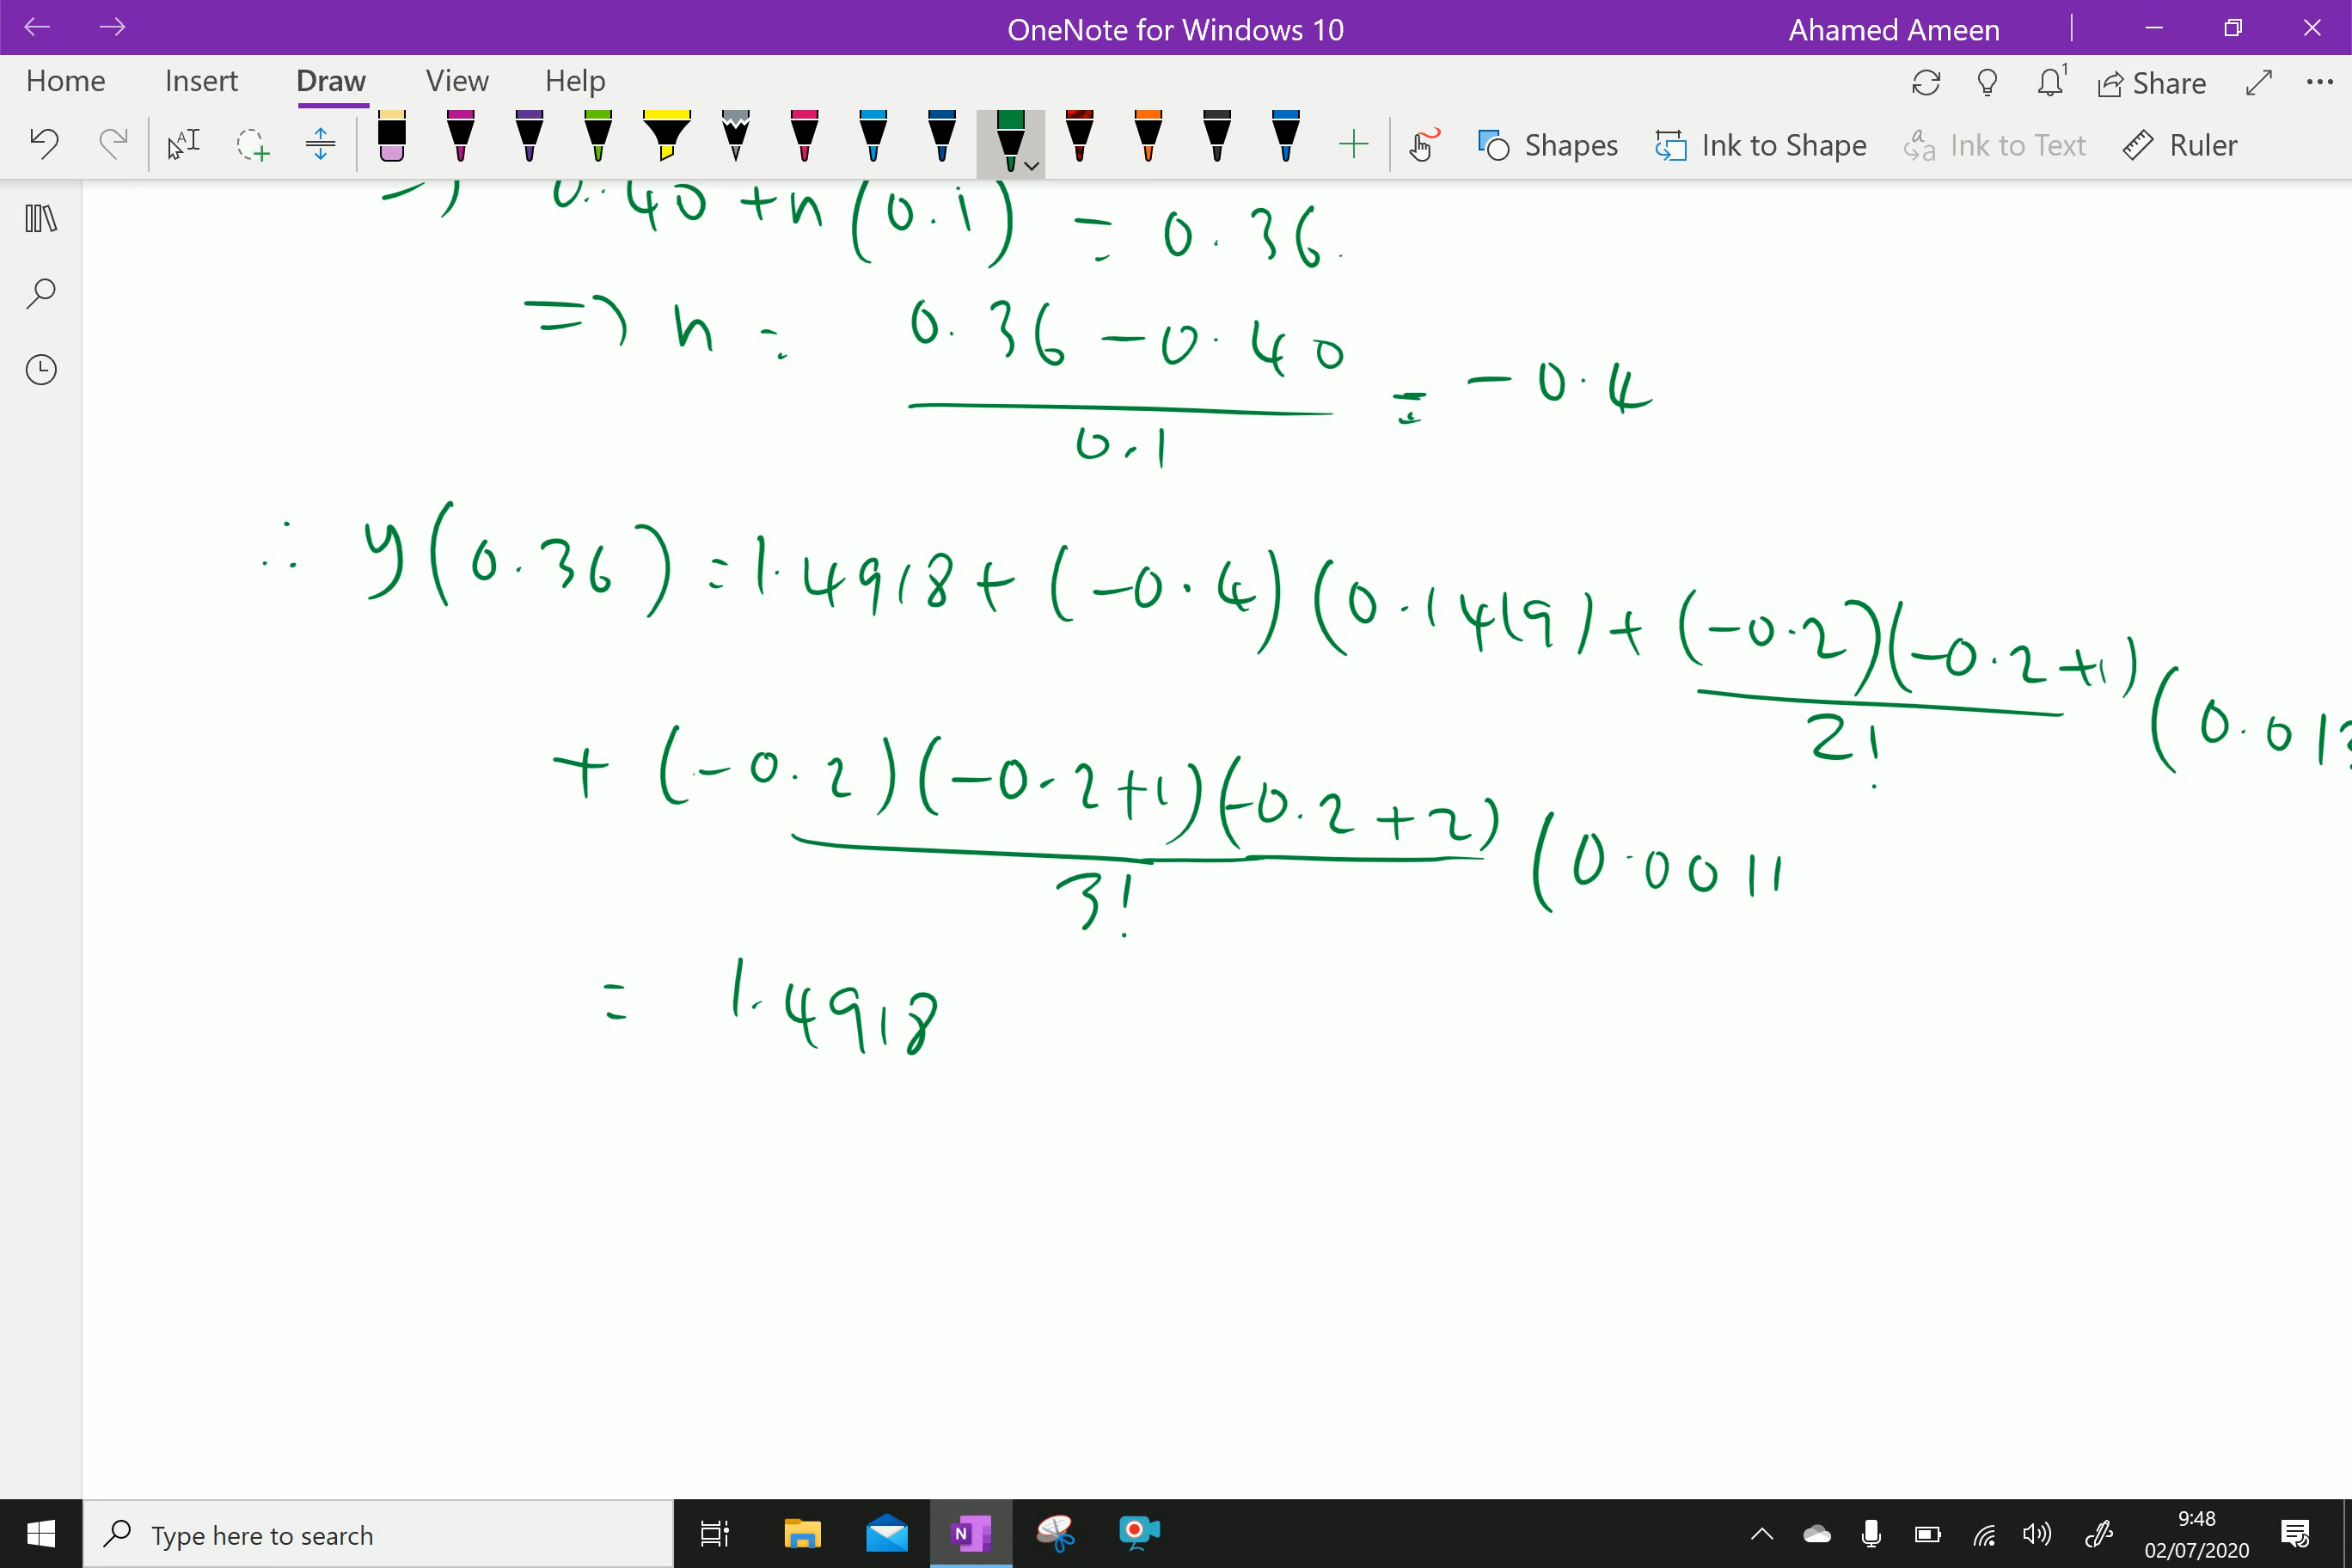 OneNote for Windows 10 Ahamed Ameen
Home Insert Draw View Help 1 Share
Shapes Ink to Shape Ink to Text Ruler
=> 0.40 + n(0.1) = 0.36.
=> n = 0.36 - 0.40 / 0.1 = -0.4
∴ y(0.36) = 1.4918 + (-0.4)(0.1419) + (-0.2)(-0.2+1) / 2! (0.013
+ (-0.2)(-0.2+1)(-0.2+2) / 3! (0.0011
= 1.4918
Type here to search
9:48
02/07/2020